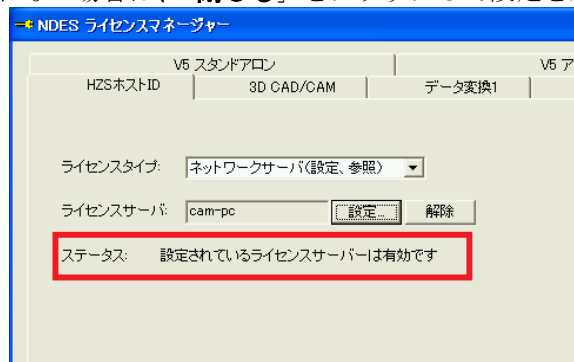 NDES ライセンスマネージャー
V5 スタンドアロン
V5 ア
HZSホストID
3D CAD/CAM
データ変換1
ライセンスタイプ:
ネットワークサーバ(設定、参照)
ライセンスサーバ:
cam-pc
設定...
解除
ステータス:
設定されているライセンスサーバーは有効です